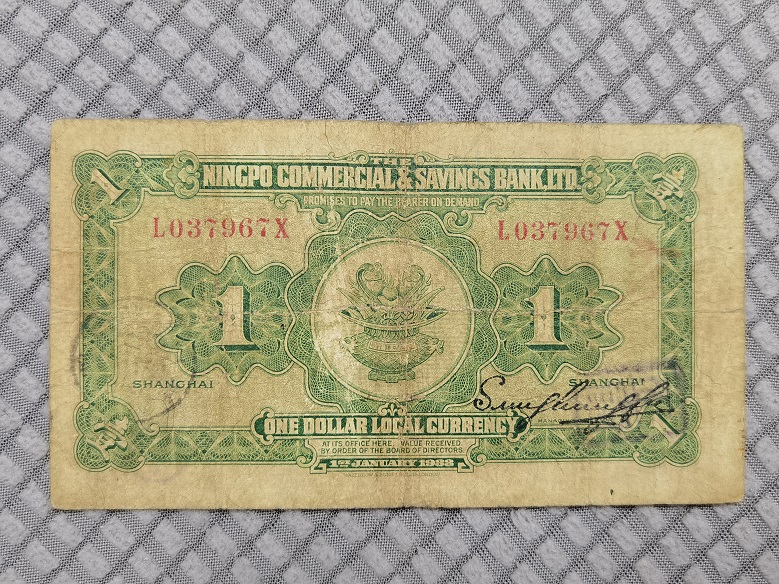 1
THE
NINGPO COMMERCIAL & SAVINGS BANK, LTD.
PROMISES TO PAY THE BEARER ON DEMAND
L037967X L037967X
1 1
SHANGHAI SHANGHAI
ONE DOLLAR LOCAL CURRENCY
AT ITS OFFICE HERE, VALUE RECEIVED
BY ORDER OF THE BOARD OF DIRECTORS
1ST JANUARY 1933
1